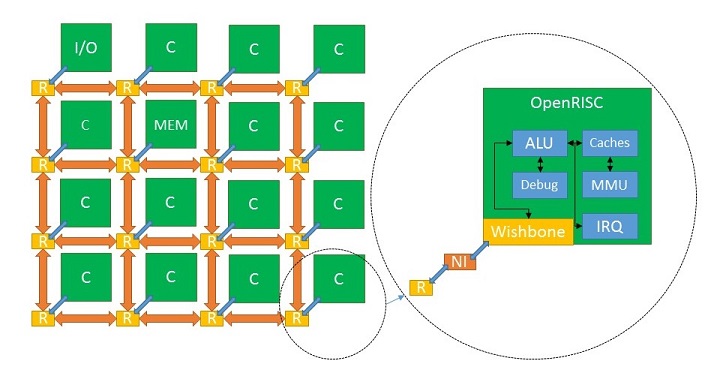 I/O C C C
R R R R
C MEM C C
R R R R
C C C C
R R R R
C C C C
R R R R
OpenRISC
ALU Caches
Debug MMU
Wishbone IRQ
NI
R